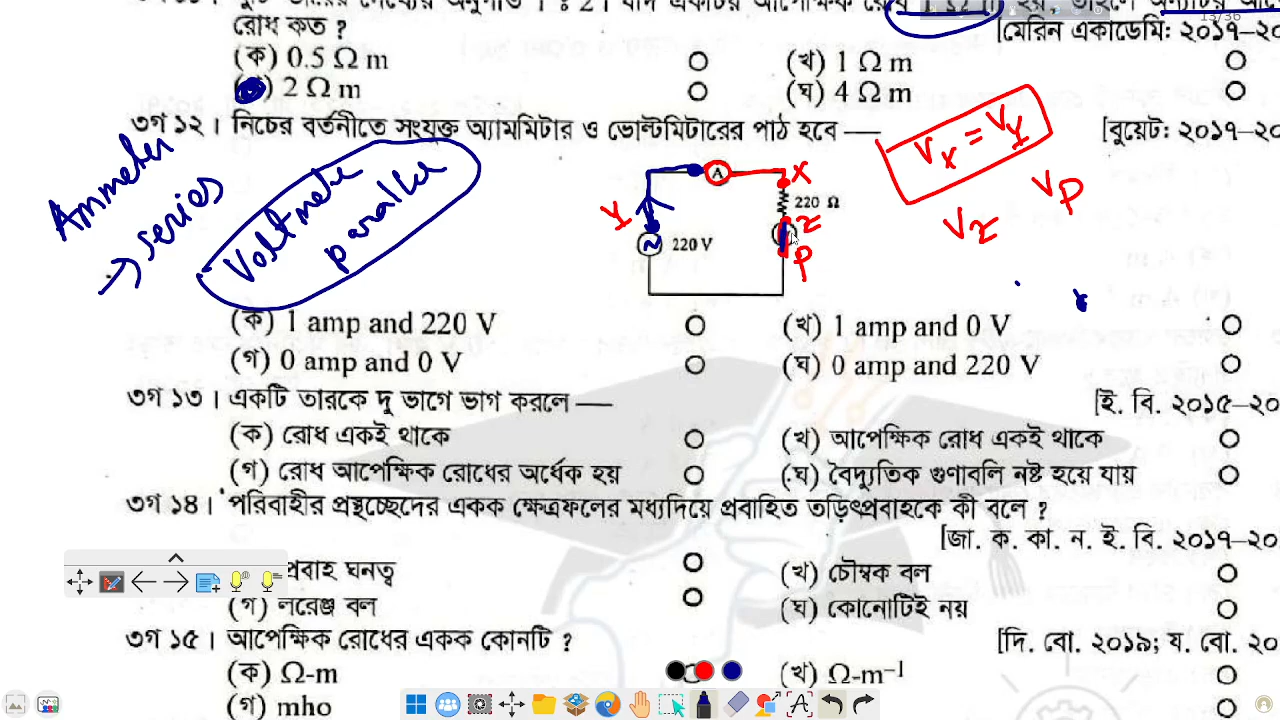 13/36
রোধ কত ?
[মেরিন একাডেমি: ২০১৭–২০
(ক) 0.5 Ω m
(খ) 1 Ω m
2 Ω m
(ঘ) 4 Ω m
৩গ ১২। নিচের বর্তনীতে সংযুক্ত অ্যামমিটার ও ভোল্টমিটারের পাঠ হবে —
[বুয়েট: ২০১৭–২০
Ammeter
→ series
Voltmete
paralle
A
X
220 Ω
Y
Z
220 V
P
Vx = Vy
Vz
Vp
(ক) 1 amp and 220 V
(খ) 1 amp and 0 V
(গ) 0 amp and 0 V
(ঘ) 0 amp and 220 V
৩গ ১৩। একটি তারকে দু ভাগে ভাগ করলে —
[ই. বি. ২০১৫–২০
(ক) রোধ একই থাকে
(খ) আপেক্ষিক রোধ একই থাকে
(গ) রোধ আপেক্ষিক রোধের অর্ধেক হয়
(ঘ) বৈদ্যুতিক গুণাবলি নষ্ট হয়ে যায়
৩গ ১৪। পরিবাহীর প্রস্থচ্ছেদের একক ক্ষেত্রফলের মধ্যদিয়ে প্রবাহিত তড়িৎপ্রবাহকে কী বলে ?
[জা. ক. কা. ন. ই. বি. ২০১৭–২০
প্রবাহ ঘনত্ব
(খ) চৌম্বক বল
(গ) লরেঞ্জ বল
(ঘ) কোনোটিই নয়
৩গ ১৫। আপেক্ষিক রোধের একক কোনটি ?
[দি. বো. ২০১৯; য. বো. ২০
(ক) Ω-m
(খ) Ω-m⁻¹
(গ) mho